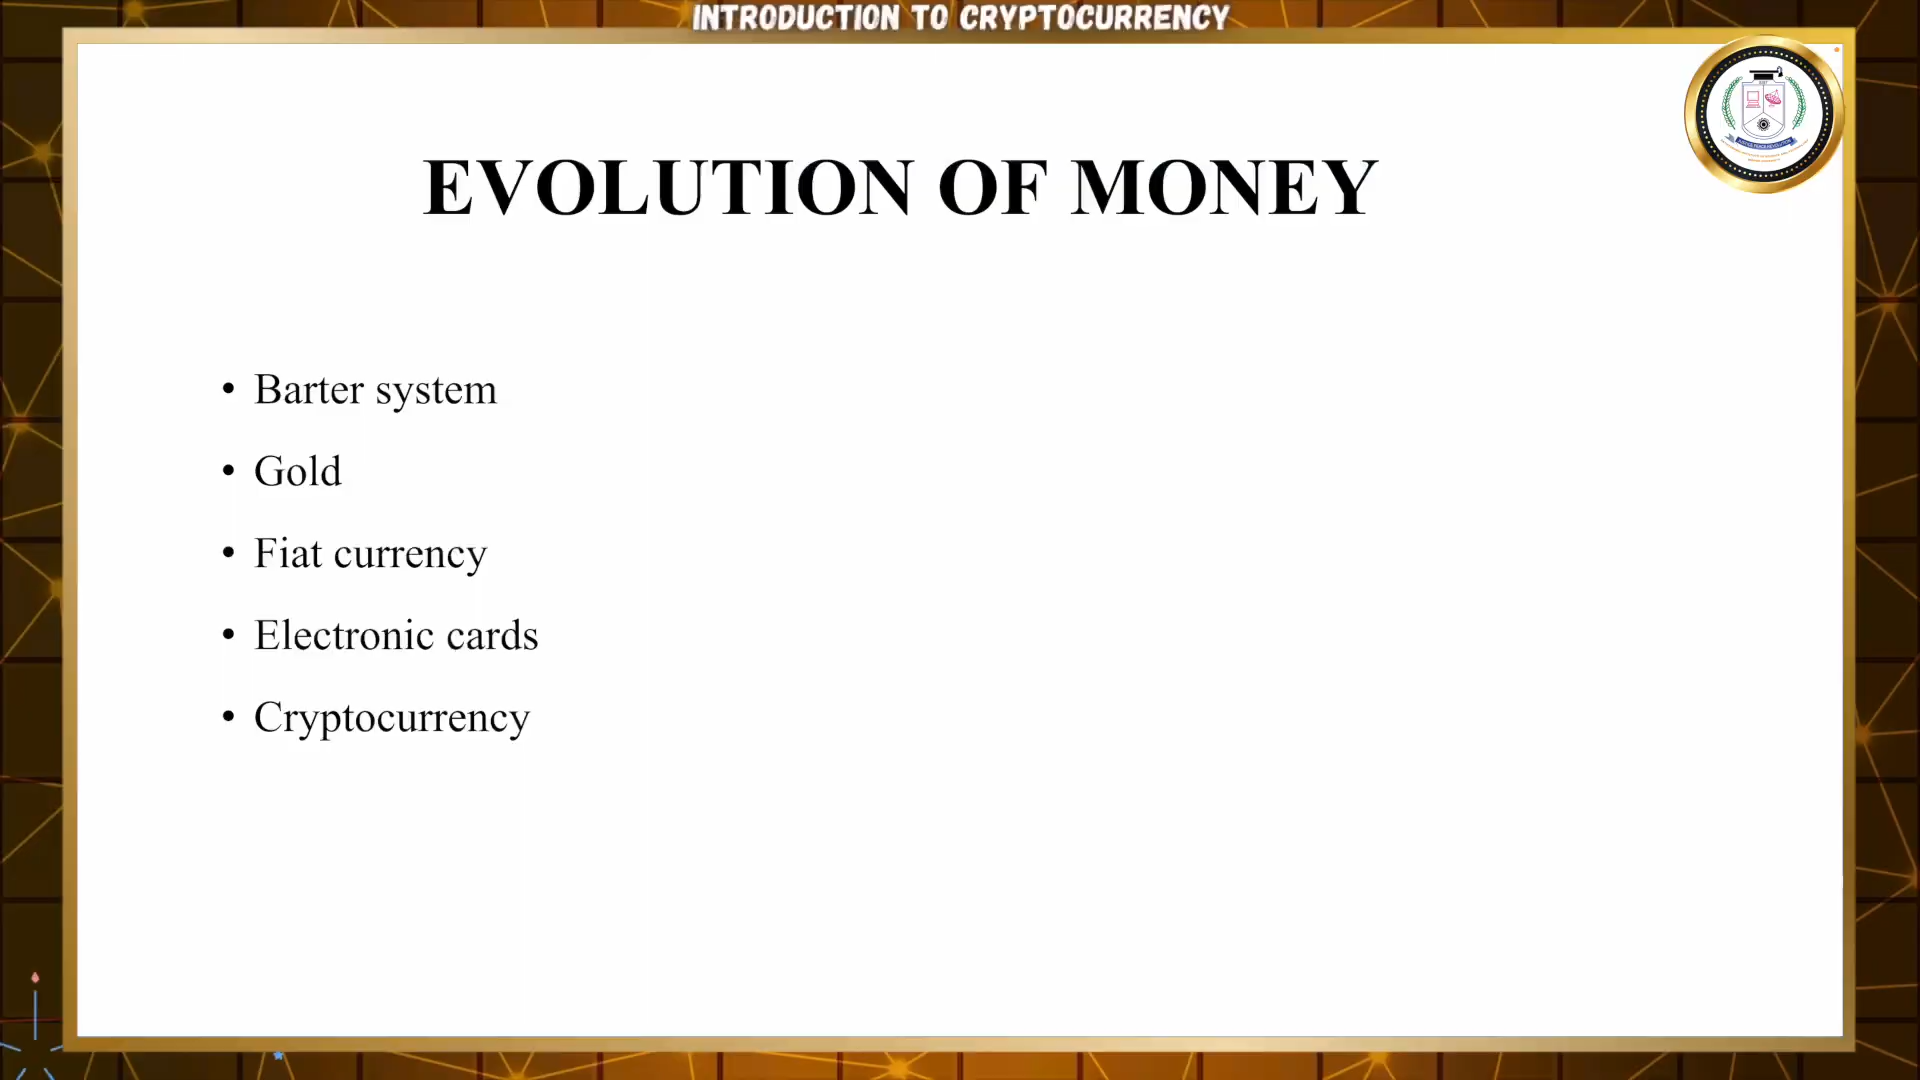 INTRODUCTION TO CRYPTOCURRENCY
EVOLUTION OF MONEY
• Barter system
• Gold
• Fiat currency
• Electronic cards
• Cryptocurrency